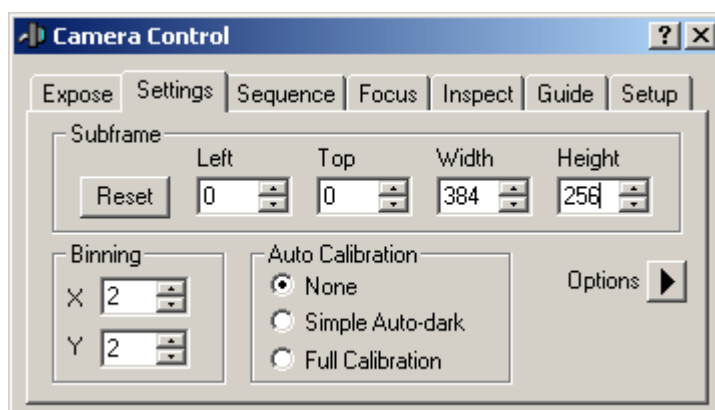 Camera Control
Expose Settings Sequence Focus Inspect Guide Setup
Subframe
Left Top Width Height
Reset 0 0 384 256
Binning Auto Calibration
X 2 None Options
Simple Auto-dark
Y 2
Full Calibration